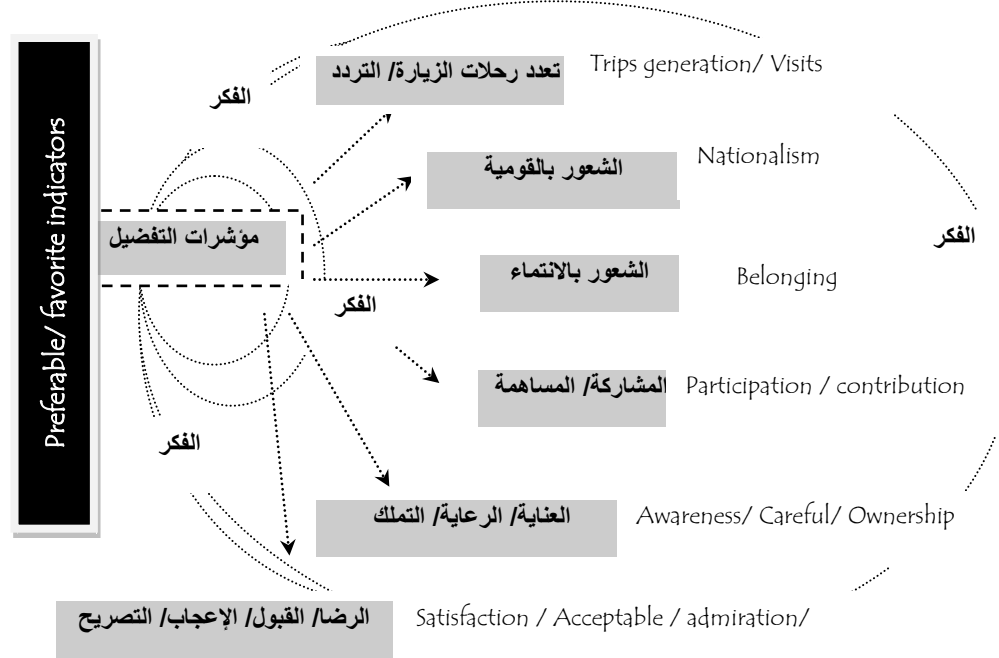 Preferable/ favorite indicators
تعدد رحلات الزيارة/ التردد
Trips generation/ Visits
الفكر
الشعور بالقومية
Nationalism
مؤشرات التفضيل
الفكر
الشعور بالانتماء
Belonging
الفكر
المشاركة/ المساهمة
Participation / contribution
الفكر
العناية/ الرعاية/ التملك
Awareness/ Careful/ Ownership
الرضا/ القبول/ الإعجاب/ التصريح
Satisfaction / Acceptable / admiration/